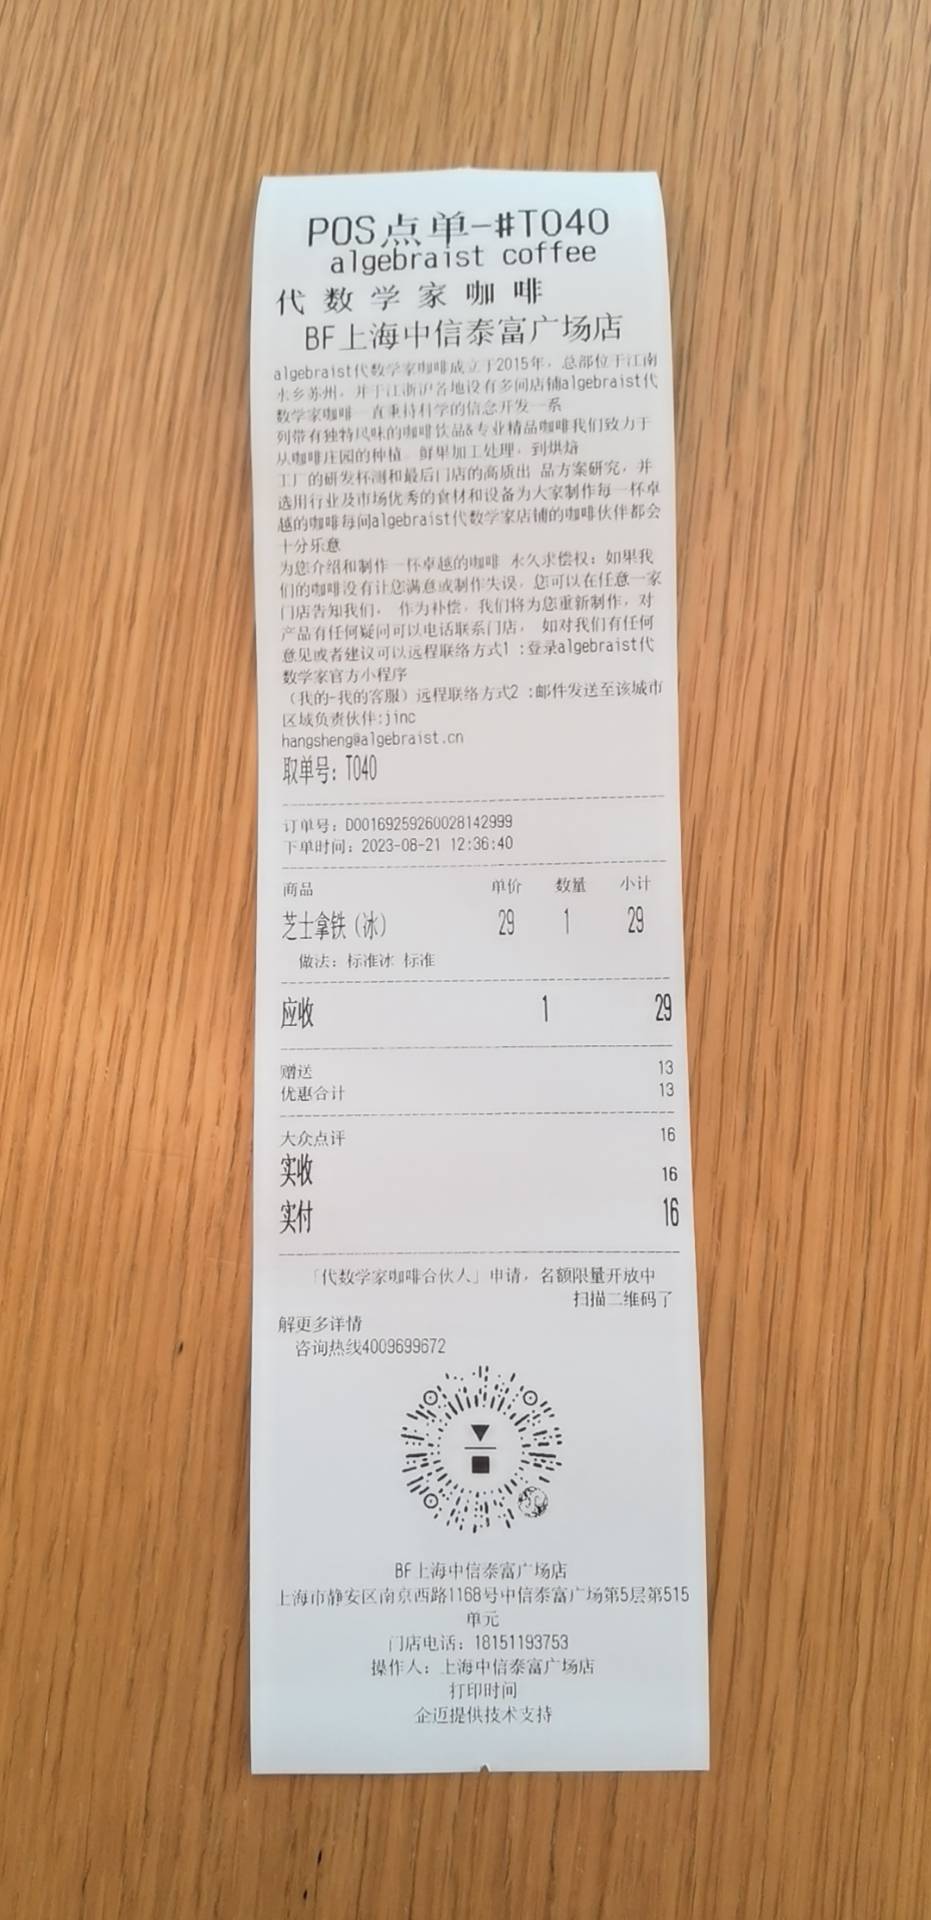 POS点单-#T040
algebraist coffee
代数学家咖啡
BF上海中信泰富广场店
algebraist代数学家咖啡成立于2015年，总部位于江南
水乡苏州，并于江浙沪各地设有多间店铺algebraist代
数学家咖啡一直秉持科学的信念开发一系
列带有独特风味的咖啡饮品&专业精品咖啡我们致力于
从咖啡庄园的种植、鲜果加工处理，到烘焙
工厂的研发杯测和最后门店的高质出 品方案研究，并
选用行业及市场优秀的食材和设备为大家制作每一杯卓
越的咖啡每间algebraist代数学家店铺的咖啡伙伴都会
十分乐意
为您介绍和制作一杯卓越的咖啡 永久求偿权：如果我
们的咖啡没有让您满意或制作失误，您可以在任意一家
门店告知我们， 作为补偿，我们将为您重新制作，对
产品有任何疑问可以电话联系门店， 如对我们有任何
意见或者建议可以远程联络方式1 :登录algebraist代
数学家官方小程序
（我的-我的客服）远程联络方式2 :邮件发送至该城市
区域负责伙伴:jinc
hangsheng@algebraist.cn
取单号：T040
订单号：D00169259260028142999
下单时间：2023-08-21 12:36:40
商品 单价 数量 小计
芝士拿铁（冰） 29 1 29
做法：标准冰 标准
应收 1 29
赠送 13
优惠合计 13
大众点评 16
实收 16
实付 16
「代数学家咖啡合伙人」申请，名额限量开放中
扫描二维码了
解更多详情
咨询热线4009699672
BF上海中信泰富广场店
上海市静安区南京西路1168号中信泰富广场第5层第515
单元
门店电话：18151193753
操作人：上海中信泰富广场店
打印时间
企迈提供技术支持